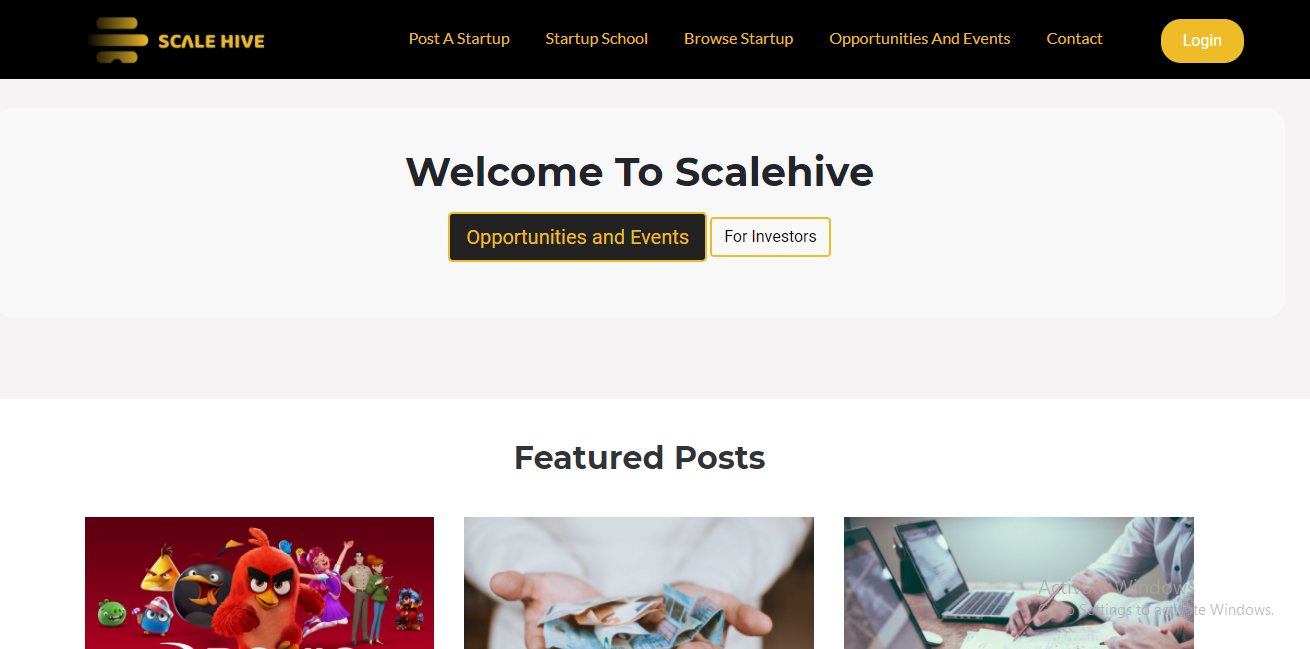 SCALE HIVE
Post A Startup
Startup School
Browse Startup
Opportunities And Events
Contact
Login
Welcome To Scalehive
Opportunities and Events
For Investors
Featured Posts
Activate Windows
Go to Settings to activate Windows.